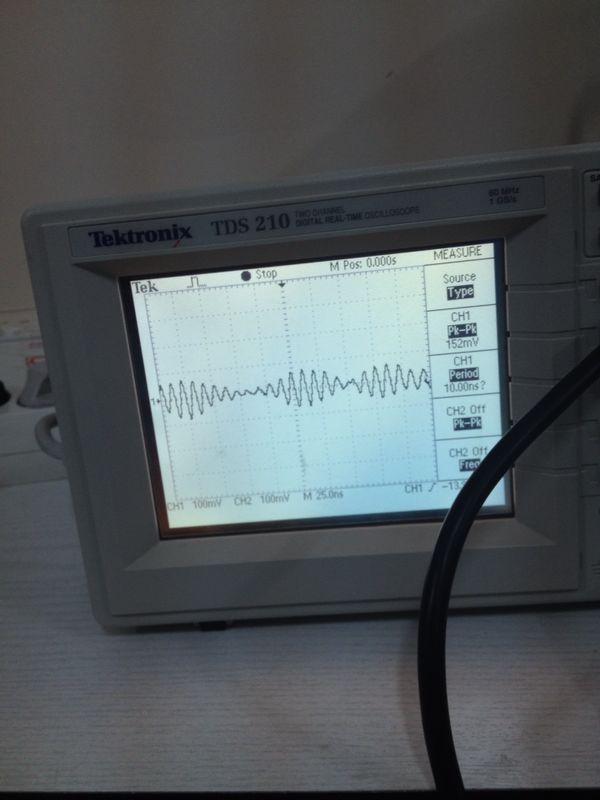 Tektronix TDS 210 TWO CHANNEL
DIGITAL REAL-TIME OSCILLOSCOPE
60 MHz
1 GS/s
Tek
Stop
M Pos: 0.000s
MEASURE
Source
Type
CH1
Pk-Pk
152mV
CH1
Period
10.00ns?
CH2 Off
Pk-Pk
CH2 Off
1
CH1 100mV CH2 100mV M 25.0ns CH1